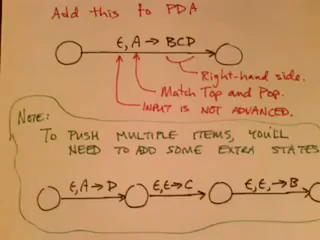 Add this to PDA
ε, A → BCD
Right-hand side.
Match Top and Pop.
INPUT IS NOT ADVANCED.
NOTE:
TO PUSH MULTIPLE ITEMS, YOU'LL
NEED TO ADD SOME EXTRA STATES
ε,A→D ε,ε→C ε,ε,→B